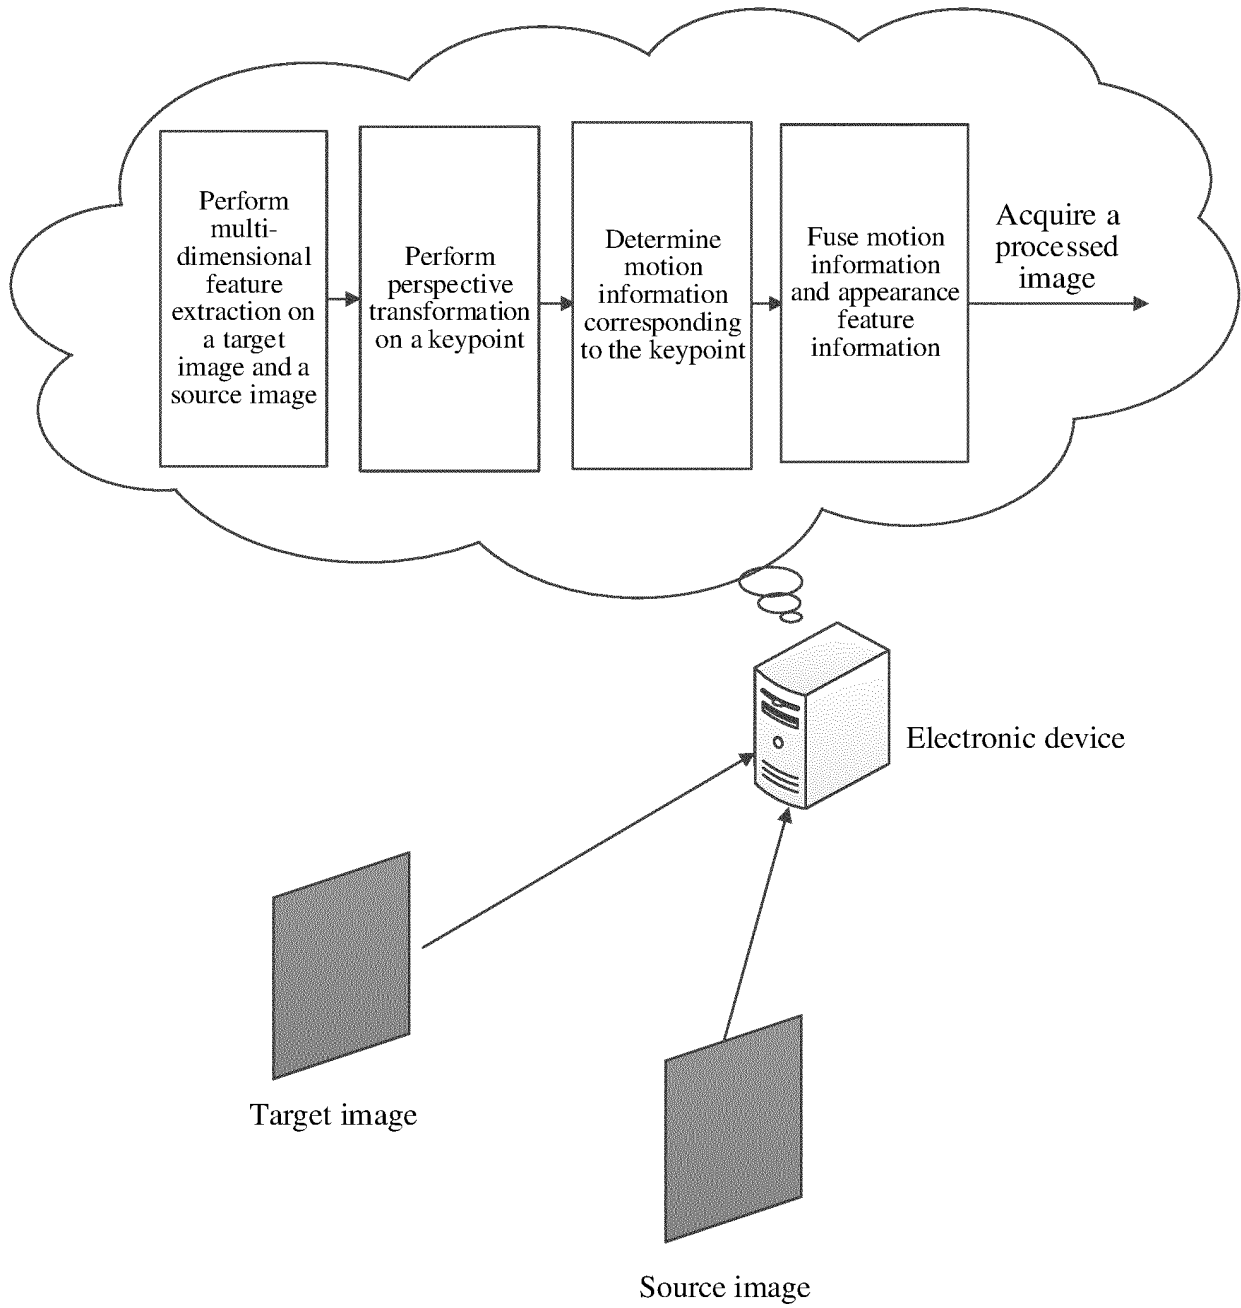 Perform
multi-
dimensional
feature
extraction on
a target
image and a
source image
Perform
perspective
transformation
on a keypoint
Determine
motion
information
corresponding
to the keypoint
Fuse motion
information
and appearance
feature
information
Acquire a
processed
image
Electronic device
Target image
Source image